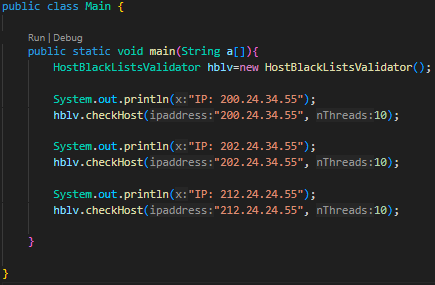 public class Main {
Run | Debug
public static void main(String a[]){
HostBlackListsValidator hblv=new HostBlackListsValidator();
System.out.println(x:"IP: 200.24.34.55");
hblv.checkHost(ipaddress:"200.24.34.55", nThreads:10);
System.out.println(x:"IP: 202.24.34.55");
hblv.checkHost(ipaddress:"202.24.34.55", nThreads:10);
System.out.println(x:"IP: 212.24.24.55");
hblv.checkHost(ipaddress:"212.24.24.55", nThreads:10);
}
}